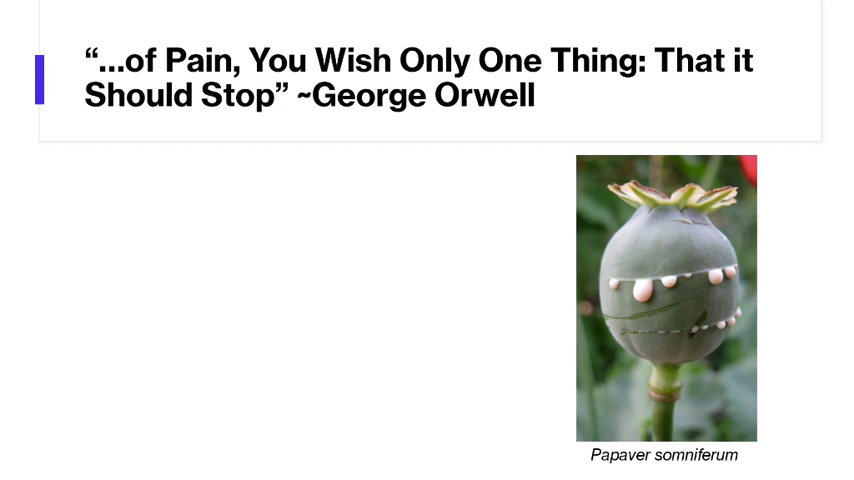 “...of Pain, You Wish Only One Thing: That it
Should Stop” ~George Orwell
Papaver somniferum